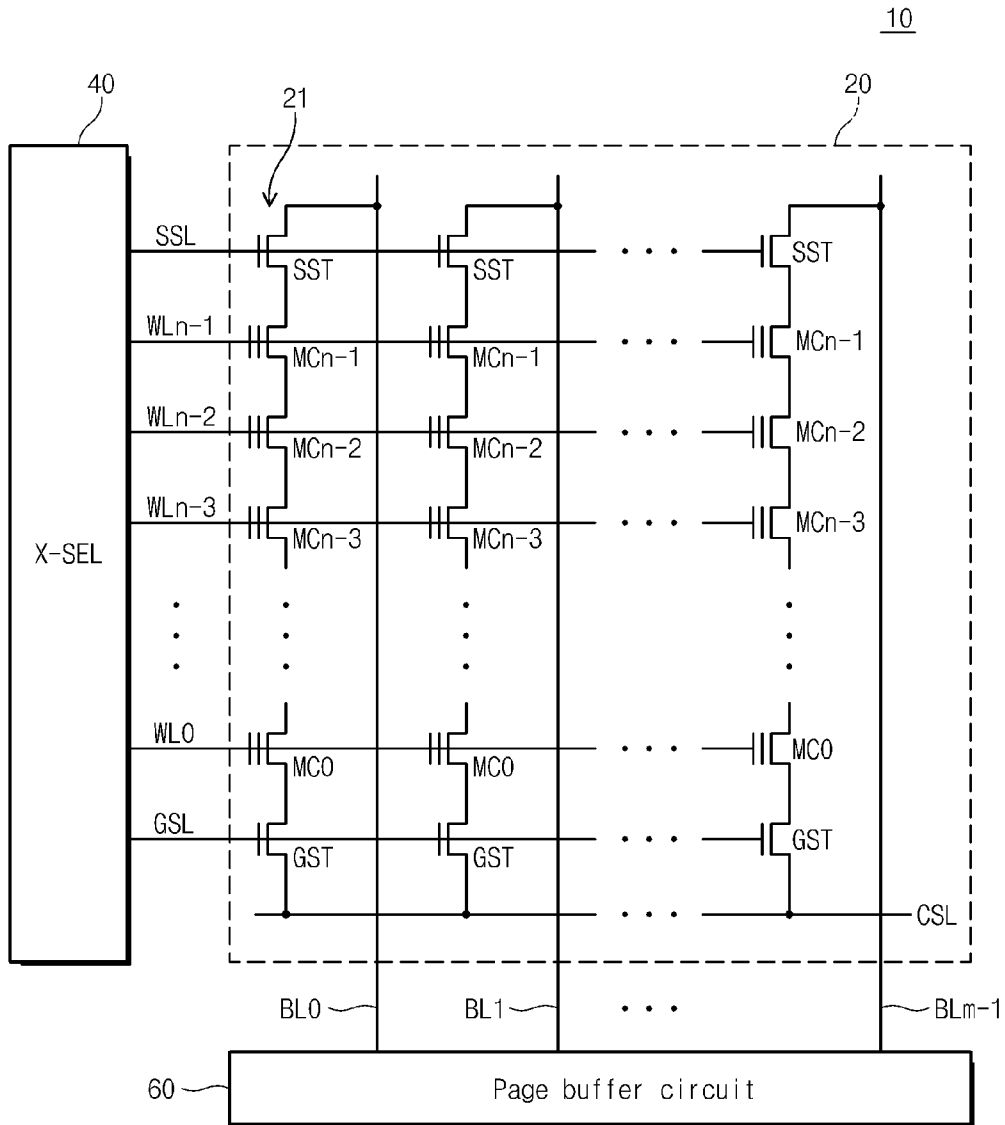 10
40
21
20
SSL
SST SST SST
WLn-1
MCn-1 MCn-1 MCn-1
WLn-2
MCn-2 MCn-2 MCn-2
WLn-3
MCn-3 MCn-3 MCn-3
X-SEL
WL0
MC0 MC0 MC0
GSL
GST GST GST
CSL
BL0 BL1 BLm-1
60
Page buffer circuit